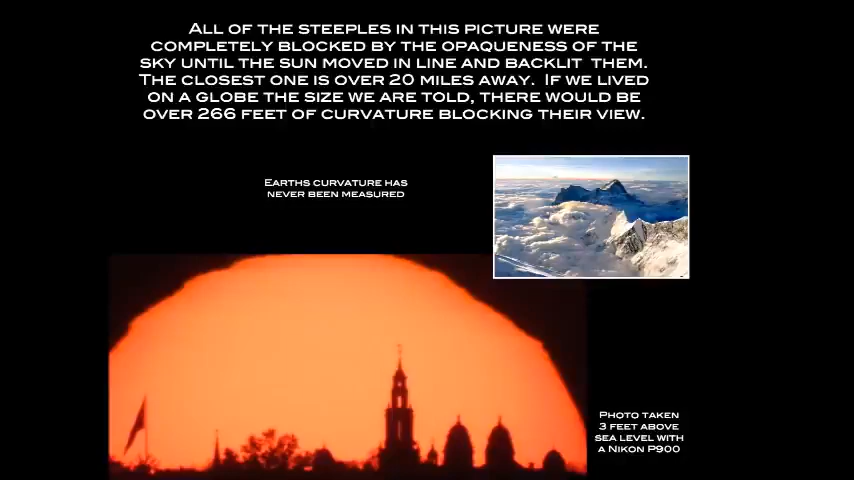 All of the steeples in this picture were
completely blocked by the opaqueness of the
sky until the sun moved in line and backlit them.
The closest one is over 20 miles away. If we lived
on a globe the size we are told, there would be
over 266 feet of curvature blocking their view.
Earths curvature has
never been measured
Photo taken
3 feet above
sea level with
a Nikon P900